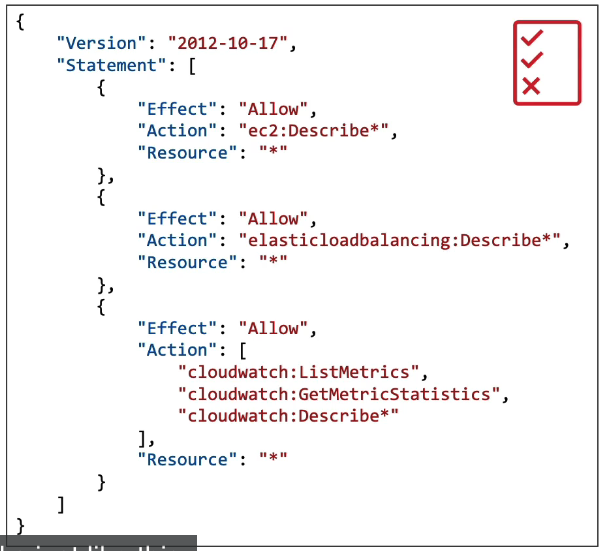 {
    "Version": "2012-10-17",
    "Statement": [
        {
            "Effect": "Allow",
            "Action": "ec2:Describe*",
            "Resource": "*"
        },
        {
            "Effect": "Allow",
            "Action": "elasticloadbalancing:Describe*",
            "Resource": "*"
        },
        {
            "Effect": "Allow",
            "Action": [
                "cloudwatch:ListMetrics",
                "cloudwatch:GetMetricStatistics",
                "cloudwatch:Describe*"
            ],
            "Resource": "*"
        }
    ]
}